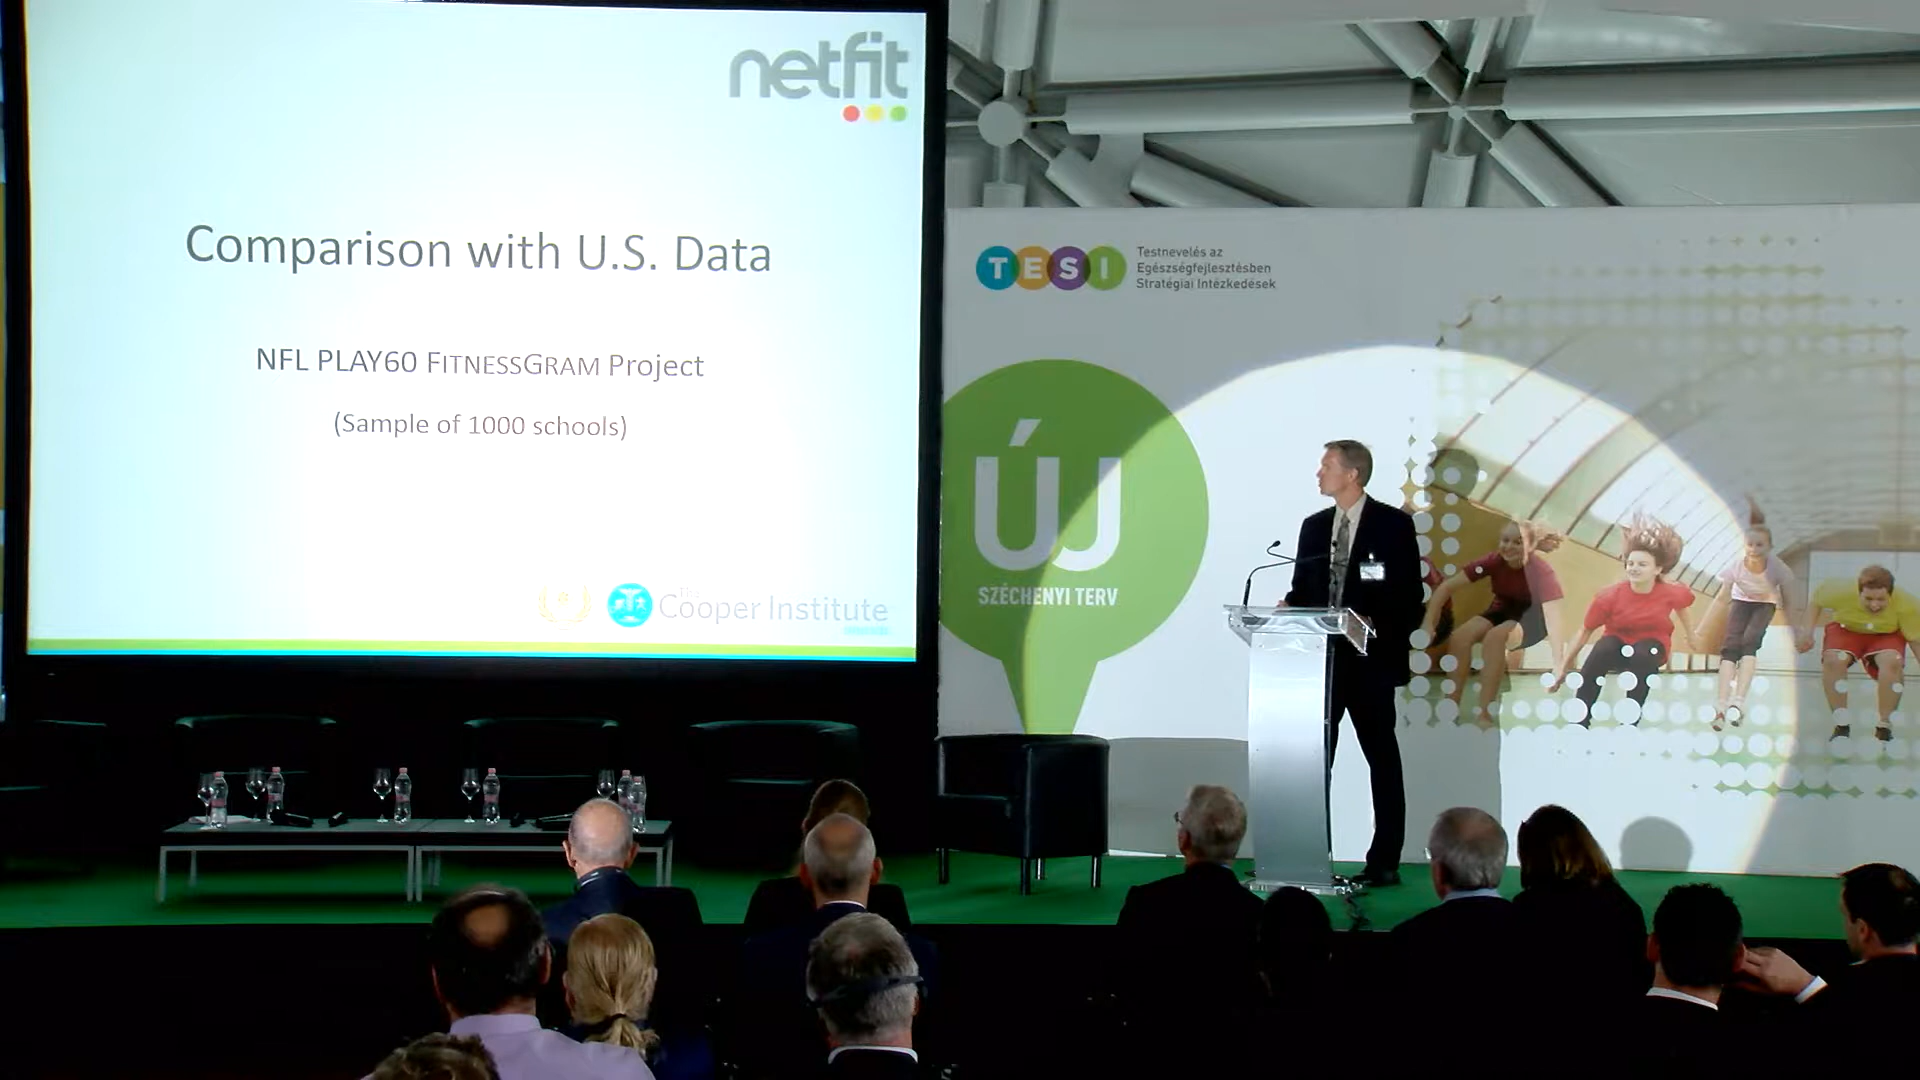 netfit
Comparison with U.S. Data
NFL PLAY60 FITNESSGRAM Project
(Sample of 1000 schools)
The
Cooper Institute
TESI
Testnevelés az
Egészségfejlesztésben
Stratégiai Intézkedések
ÚJ
SZÉCHENYI TERV